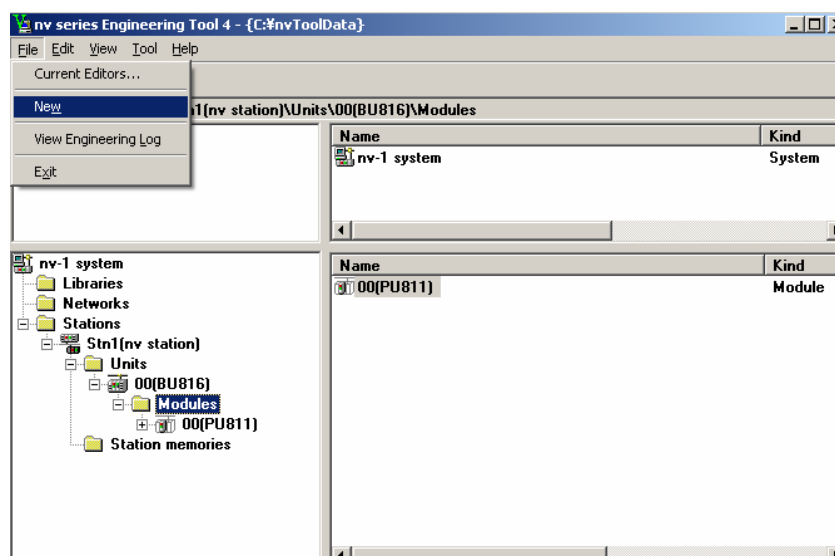 nv series Engineering Tool 4 - {C:¥nvToolData}
File Edit View Tool Help
Current Editors...
New
View Engineering Log
Exit
1(nv station)\Units\00(BU816)\Modules
Name Kind
nv-1 system System
nv-1 system
Libraries
Networks
Stations
Stn1(nv station)
Units
00(BU816)
Modules
00(PU811)
Station memories
Name Kind
00(PU811) Module